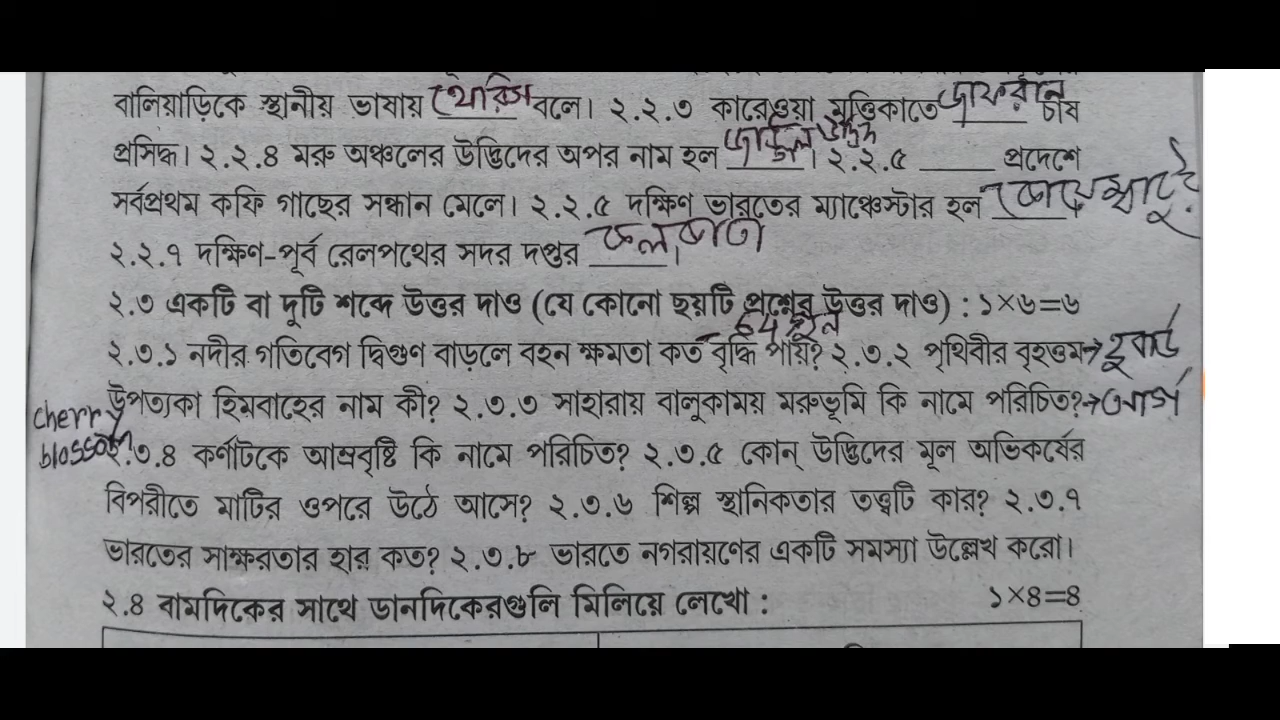 বালিয়াড়িকে স্থানীয় ভাষায় থোরিস বলে। ২.২.৩ কারেওয়া মৃত্তিকাতে জাফরান চাষ
প্রসিদ্ধ। ২.২.৪ মরু অঞ্চলের উদ্ভিদের অপর নাম হল জাঙ্গল উদ্ভিদ। ২.২.৫ ______ প্রদেশে
সর্বপ্রথম কফি গাছের সন্ধান মেলে। ২.২.৫ দক্ষিণ ভারতের ম্যাঞ্চেস্টার হল ______
২.২.৭ দক্ষিণ-পূর্ব রেলপথের সদর দপ্তর কলকাতা।
২.৩ একটি বা দুটি শব্দে উত্তর দাও (যে কোনো ছয়টি প্রশ্নের উত্তর দাও) : ১×৬=৬
64 গুন
২.৩.১ নদীর গতিবেগ দ্বিগুণ বাড়লে বহন ক্ষমতা কত বৃদ্ধি পায়? ২.৩.২ পৃথিবীর বৃহত্তম→ হুবার্ড
উপত্যকা হিমবাহের নাম কী? ২.৩.৩ সাহারায় বালুকাময় মরুভূমি কি নামে পরিচিত?→ আর্গ
cherry blossom
২.৩.৪ কর্ণাটকে আম্রবৃষ্টি কি নামে পরিচিত? ২.৩.৫ কোন্ উদ্ভিদের মূল অভিকর্ষের
বিপরীতে মাটির ওপরে উঠে আসে? ২.৩.৬ শিল্প স্থানিকতার তত্ত্বটি কার? ২.৩.৭
ভারতের সাক্ষরতার হার কত? ২.৩.৮ ভারতে নগরায়ণের একটি সমস্যা উল্লেখ করো।
২.৪ বামদিকের সাথে ডানদিকেরগুলি মিলিয়ে লেখো : ১×৪=৪